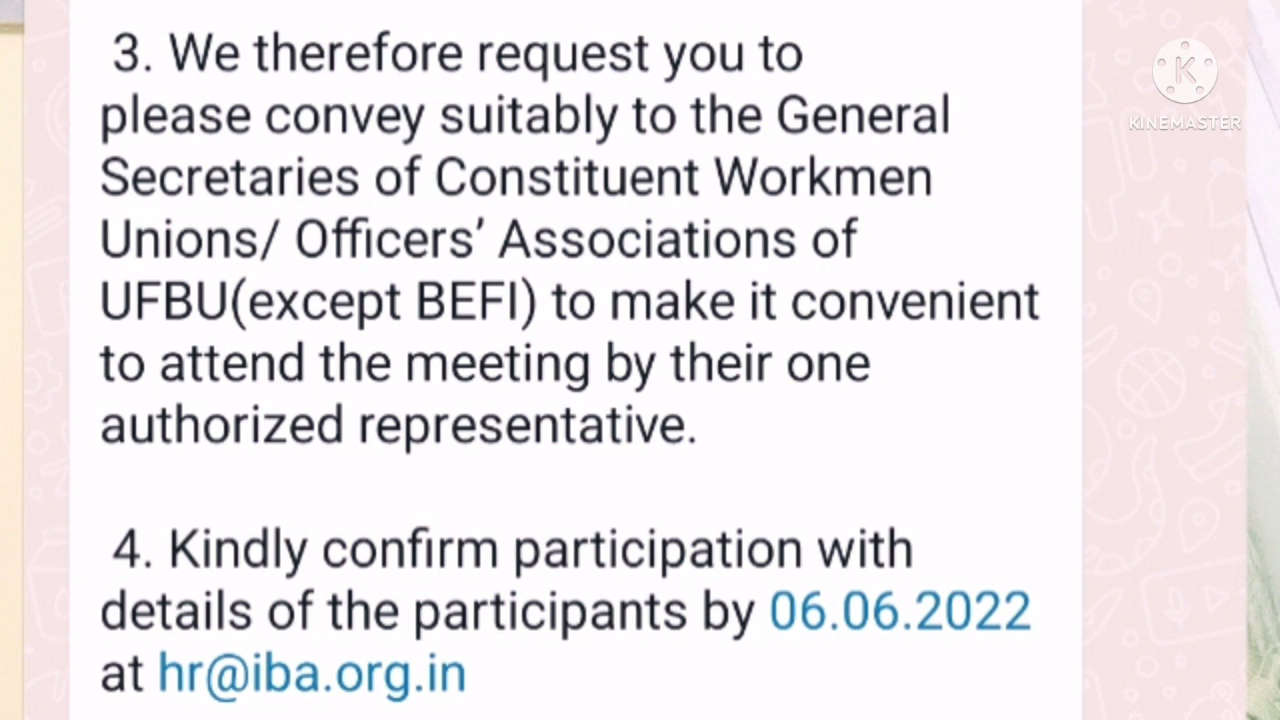 3. We therefore request you to
please convey suitably to the General
Secretaries of Constituent Workmen
Unions/ Officers’ Associations of
UFBU(except BEFI) to make it convenient
to attend the meeting by their one
authorized representative.
4. Kindly confirm participation with
details of the participants by 06.06.2022
at hr@iba.org.in
K
KINEMASTER